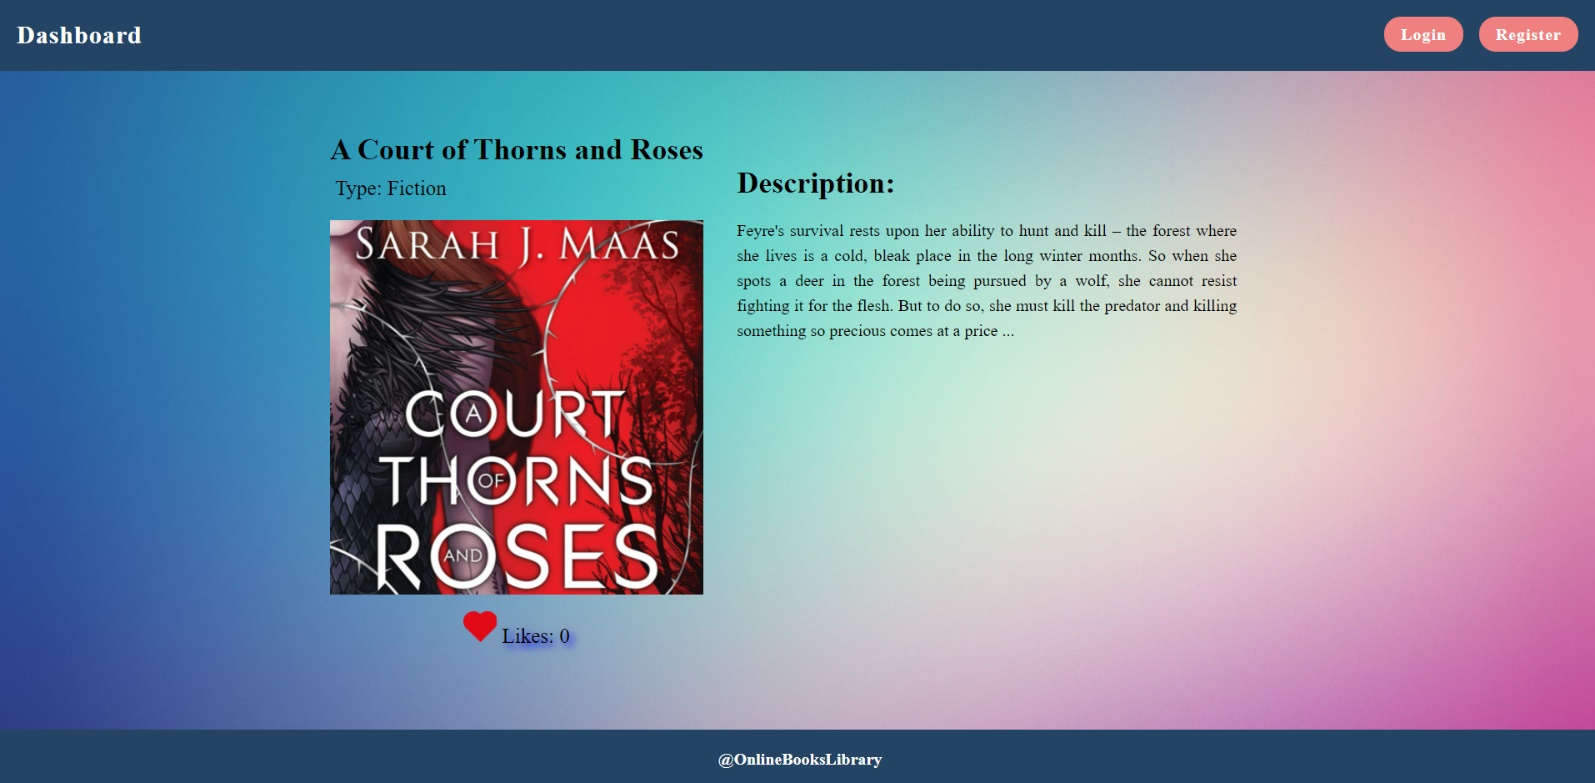 Dashboard
Login
Register
A Court of Thorns and Roses
Type: Fiction
SARAH J. MAAS
A
COURT
OF
THORNS
AND
ROSES
Likes: 0
Description:
Feyre's survival rests upon her ability to hunt and kill – the forest where
she lives is a cold, bleak place in the long winter months. So when she
spots a deer in the forest being pursued by a wolf, she cannot resist
fighting it for the flesh. But to do so, she must kill the predator and killing
something so precious comes at a price ...
@OnlineBooksLibrary